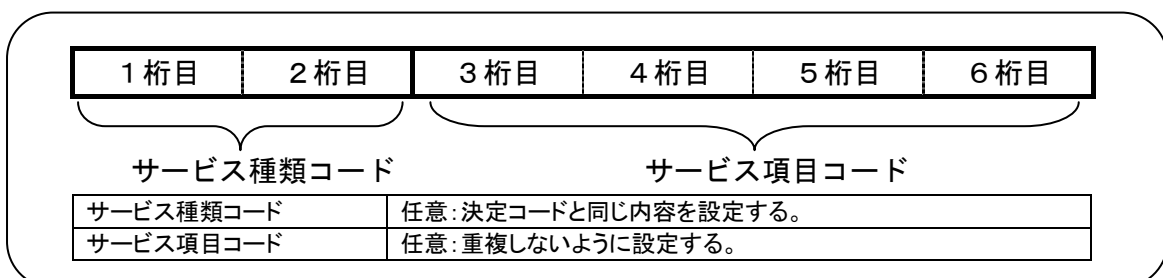 1桁目 2桁目 3桁目 4桁目 5桁目 6桁目
サービス種類コード サービス項目コード
サービス種類コード 任意:決定コードと同じ内容を設定する。
サービス項目コード 任意:重複しないように設定する。